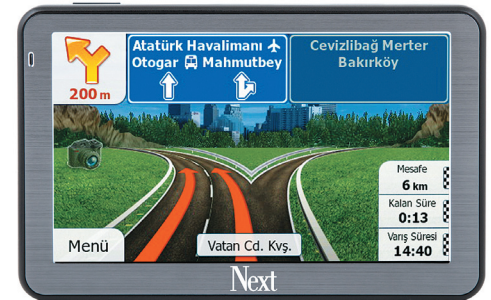 200 m
Atatürk Havalimanı
Otogar Mahmutbey
Cevizlibağ Merter
Bakırköy
Mesafe
6 km
Kalan Süre
0:13
Varış Süresi
14:40
Menü
Vatan Cd. Kvş.
Next